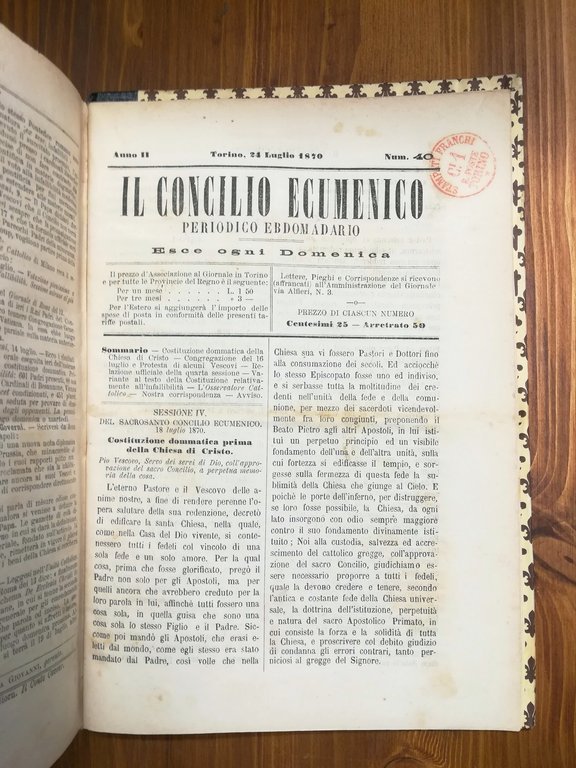 Anno II Torino, 24 Luglio 1870 Num. 40
STAMPATI FRANCHI
C.mi 1
TORINO
IL CONCILIO ECUMENICO
PERIODICO EBDOMADARIO
Esce ogni Domenica
Il prezzo d'Associazione al Giornale in Torino
e per tutte le Provincie del Regno è il seguente:
Per un mese . . . . . . . L. 1 50
Per tre mesi . . . . . . . « 3 —
Per l'Estero si aggiungerà l'importo delle
spese di posta in conformità delle presenti ta-
riffe postali.
Lettere, Pieghi e Corrispondenze si ricevono
(affrancati) all'Amministrazione del Giornale
via Alfieri, N. 3.
PREZZO DI CIASCUN NUMERO
Centesimi 25 — Arretrato 50
Sommario – Costituzione dommatica della
Chiesa di Cristo – Congregazione del 16
luglio e Protesta di alcuni Vescovi – Re-
lazione ufficiale della quarta sessione – Va-
riante al testo della Costituzione relativa-
mente all'infallibilità – L'Osservatore Cat-
tolico – Nostra corrispondenza – Avviso.
SESSIONE IV.
DEL SACROSANTO CONCILIO ECUMENICO.
18 luglio 1870.
Costituzione dommatica prima
della Chiesa di Cristo.
Pio Vescovo, Servo dei servi di Dio, coll'appro-
vazione del sacro Concilio, a perpetua memo-
ria della cosa.
L'eterno Pastore e il Vescovo delle a-
nime nostre, a fine di rendere perenne l'o-
pera salutare della sua redenzione, decretò
di edificare la santa Chiesa, nella quale,
come nella Casa del Dio vivente, si conte-
nessero tutti i fedeli col vincolo di una
sola fede e un solo amore. Per la qual
cosa, prima che fosse glorificato, pregò il
Padre non solo per gli Apostoli, ma per
quelli ancora che avrebbero creduto per la
loro parola in lui, affinchè tutti fossero una
cosa sola, in quella guisa che sono una
cosa sola lo stesso Figlio e il Padre. Sic-
come poi mandò gli Apostoli, che erasi e-
letti dal mondo, come egli stesso era stato
mandato dal Padre, così volle che nella
Chiesa sua vi fossero Pastori e Dottori fino
alla consumazione dei secoli. Ed acciocchè
lo stesso Episcopato fosse uno ed indiviso,
e si serbasse tutta la moltitudine dei cre-
denti nell'unità della fede e della comu-
nione, per mezzo dei sacerdoti vicendevol-
mente fra loro congiunti, preponendo il
Beato Pietro agli altri Apostoli, in lui isti-
tuì un perpetuo principio ed un visibile
fondamento dell'una e dell'altra unità, sulla
cui fortezza si edificasse il tempio, e sor-
gesse sulla fermezza di questa fede la su-
blimità della Chiesa che giunge al Cielo. E
poichè le porte dell'inferno, per distruggere,
se loro fosse possibile, la Chiesa, da ogni
lato insorgono con odio sempre maggiore
contro il suo fondamento divinamente isti-
tuito; Noi alla custodia, salvezza ed accre-
scimento del cattolico gregge, coll'approva-
zione del sacro Concilio, giudichiamo es-
sere necessario proporre a tutti i fedeli,
quale la devono credere e tenere, secondo
l'antica e costante fede della Chiesa univer-
sale, la dottrina dell'istituzione, perpetuità
e natura del sacro Apostolico Primato, in
cui consiste la forza e la solidità di tutta
la Chiesa, e proscrivere col debito giudizio
di condanna gli errori contrari, tanto per-
niciosi al gregge del Signore.